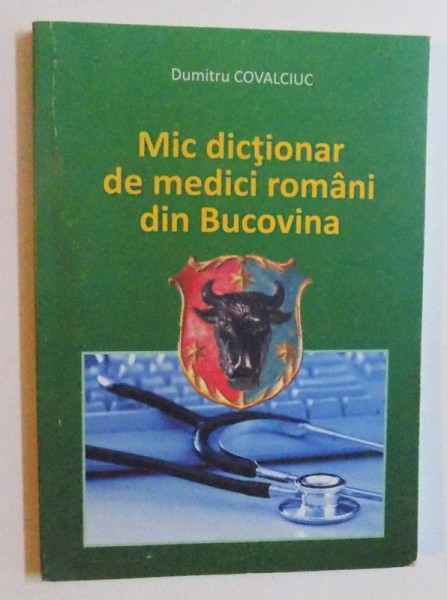 Dumitru COVALCIUC
Mic dicţionar
de medici români
din Bucovina